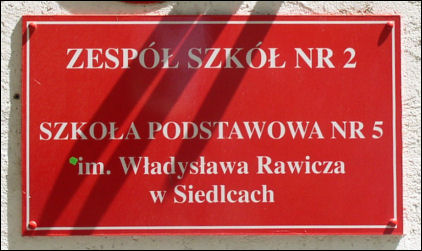 ZESPÓŁ SZKÓŁ NR 2
SZKOŁA PODSTAWOWA NR 5
im. Władysława Rawicza
w Siedlcach